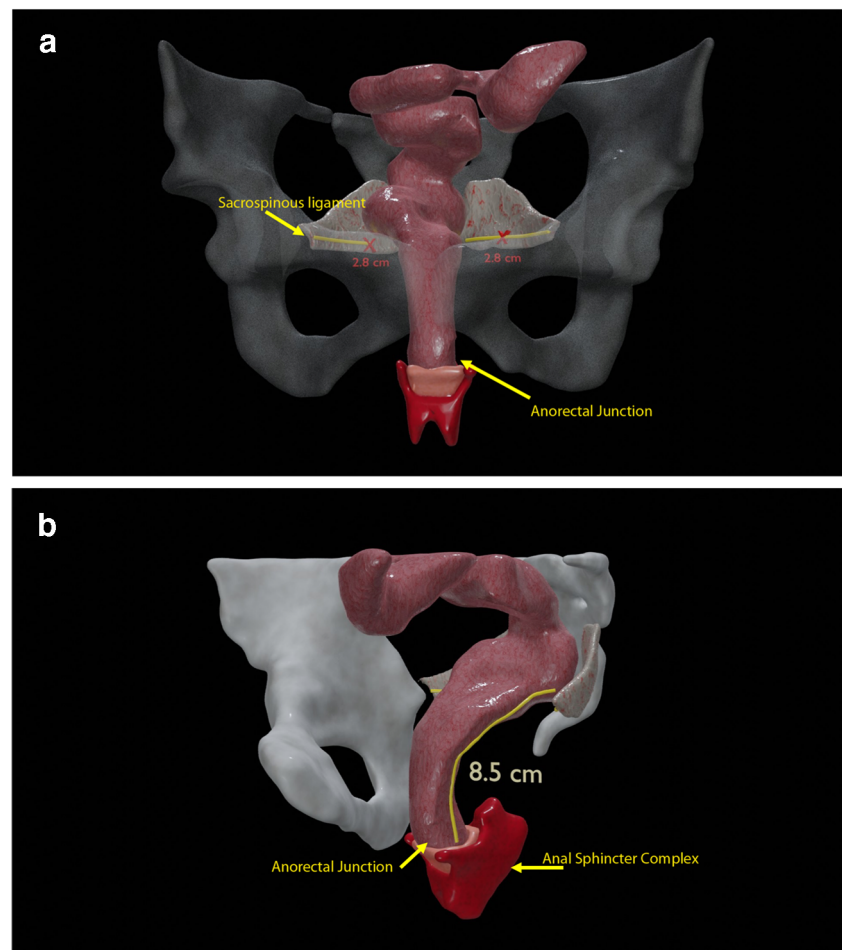 a
Sacrospinous ligament
X X
2.8 cm 2.8 cm
Anorectal Junction
b
8.5 cm
Anorectal Junction
Anal Sphincter Complex